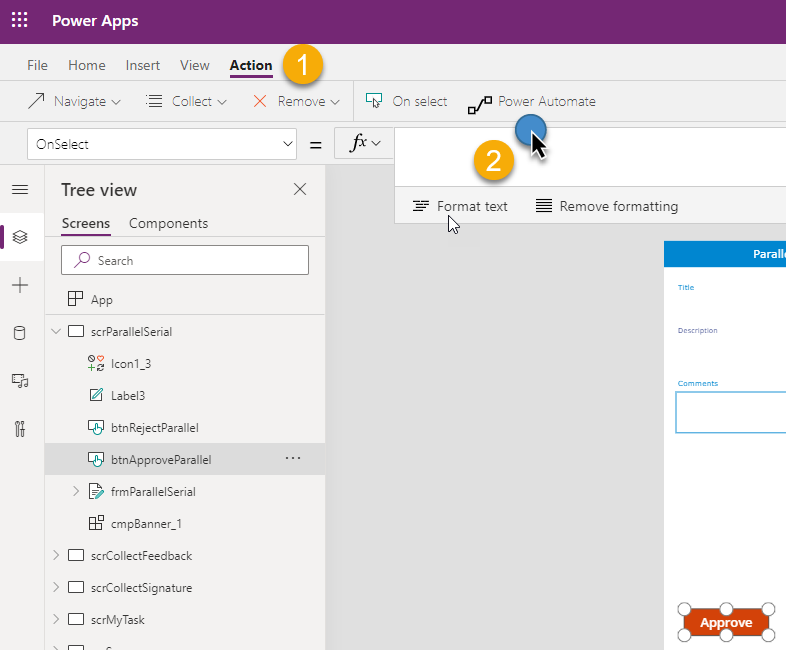 Power Apps
File Home Insert View Action 1
Navigate Collect Remove On select Power Automate
OnSelect = fx
2
Format text Remove formatting
Tree view
Screens Components
Search
App
scrParallelSerial
Icon1_3
Label3
btnRejectParallel
btnApproveParallel ...
frmParallelSerial
cmpBanner_1
scrCollectFeedback
scrCollectSignature
scrMyTask
Title
Description
Comments
Approve